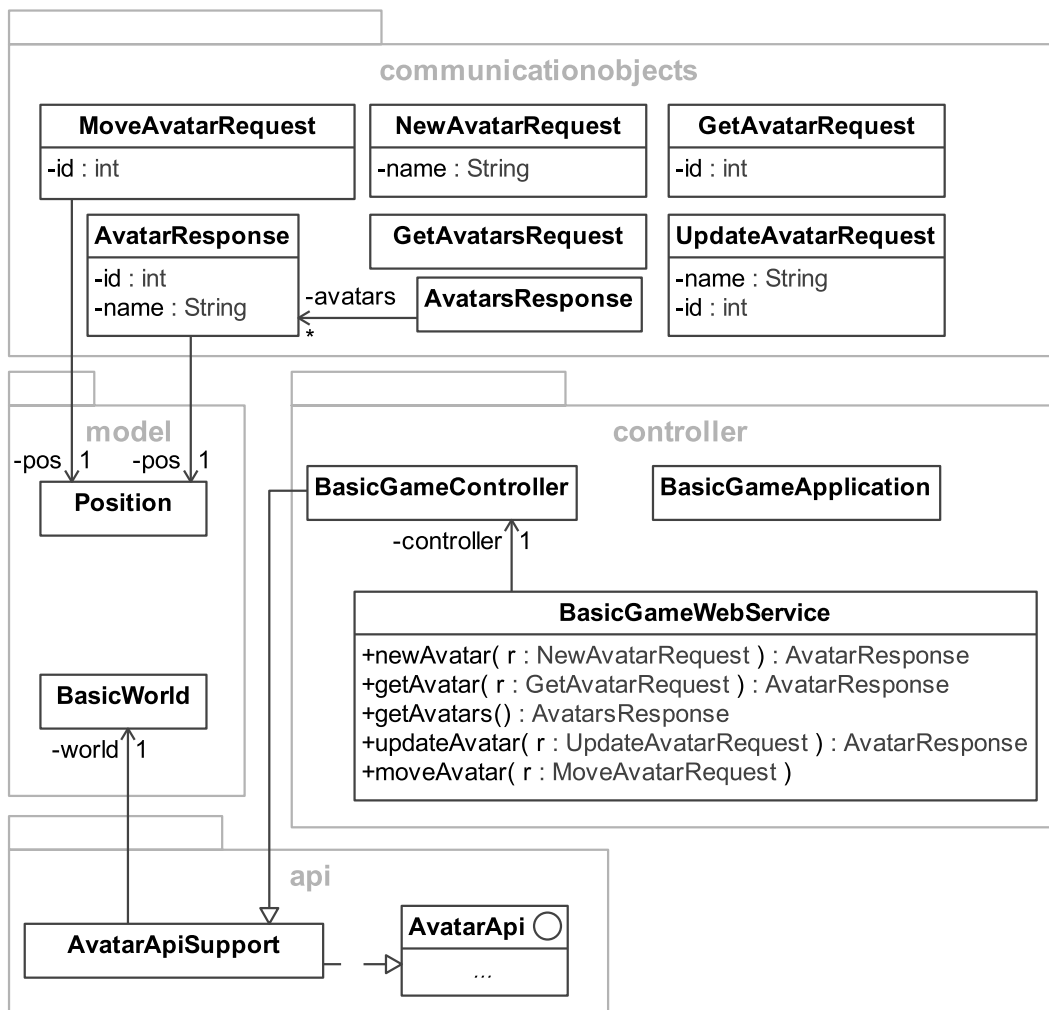 communicationobjects
MoveAvatarRequest
-id : int
NewAvatarRequest
-name : String
GetAvatarRequest
-id : int
AvatarResponse
-id : int
-name : String
GetAvatarsRequest
UpdateAvatarRequest
-name : String
-id : int
-avatars
*
AvatarsResponse
model
-pos 1
-pos 1
Position
BasicWorld
-world 1
controller
BasicGameController
BasicGameApplication
-controller 1
BasicGameWebService
+newAvatar( r : NewAvatarRequest ) : AvatarResponse
+getAvatar( r : GetAvatarRequest ) : AvatarResponse
+getAvatars() : AvatarsResponse
+updateAvatar( r : UpdateAvatarRequest ) : AvatarResponse
+moveAvatar( r : MoveAvatarRequest )
api
AvatarApiSupport
AvatarApi
...